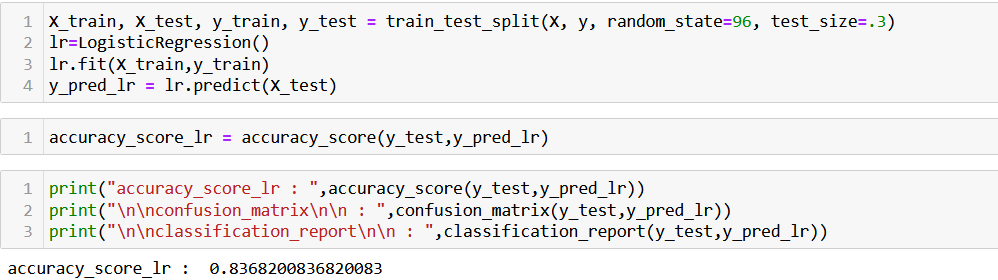 1 X_train, X_test, y_train, y_test = train_test_split(X, y, random_state=96, test_size=.3)
2 lr=LogisticRegression()
3 lr.fit(X_train,y_train)
4 y_pred_lr = lr.predict(X_test)
1 accuracy_score_lr = accuracy_score(y_test,y_pred_lr)
1 print("accuracy_score_lr : ",accuracy_score(y_test,y_pred_lr))
2 print("\n\nconfusion_matrix\n\n : ",confusion_matrix(y_test,y_pred_lr))
3 print("\n\nclassification_report\n\n : ",classification_report(y_test,y_pred_lr))
accuracy_score_lr :  0.8368200836820083